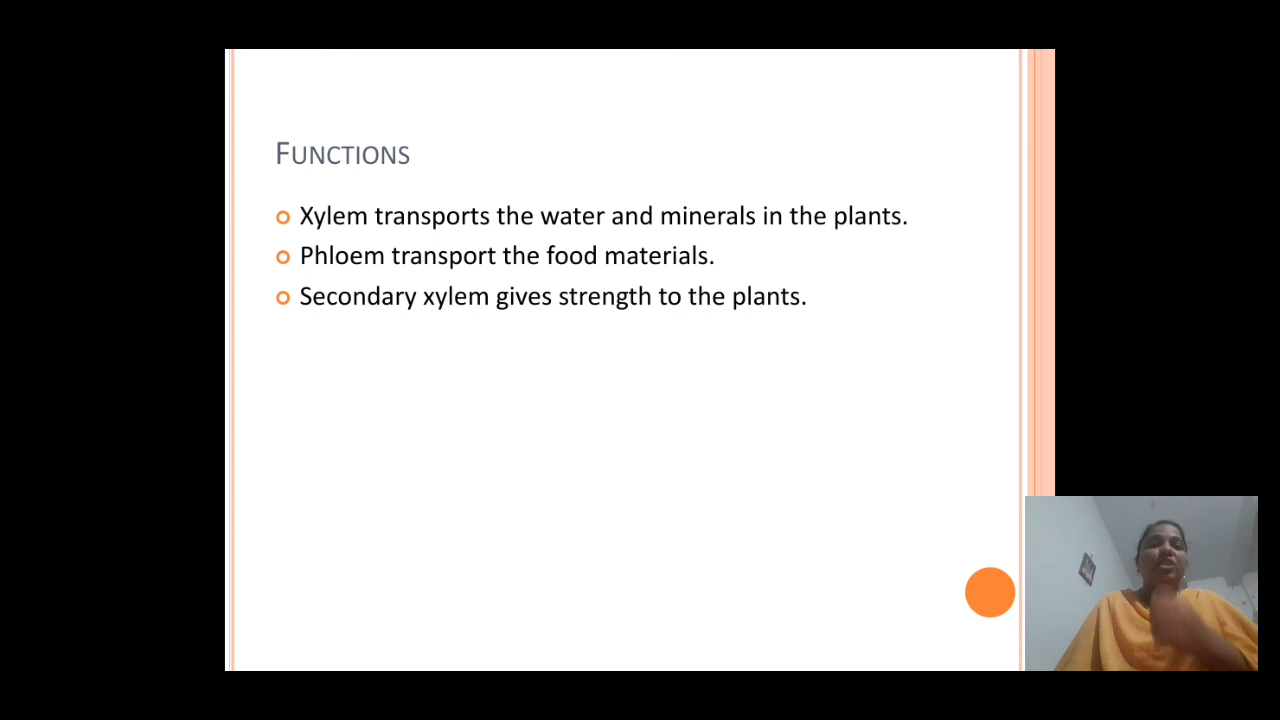 Functions
Xylem transports the water and minerals in the plants.
Phloem transport the food materials.
Secondary xylem gives strength to the plants.